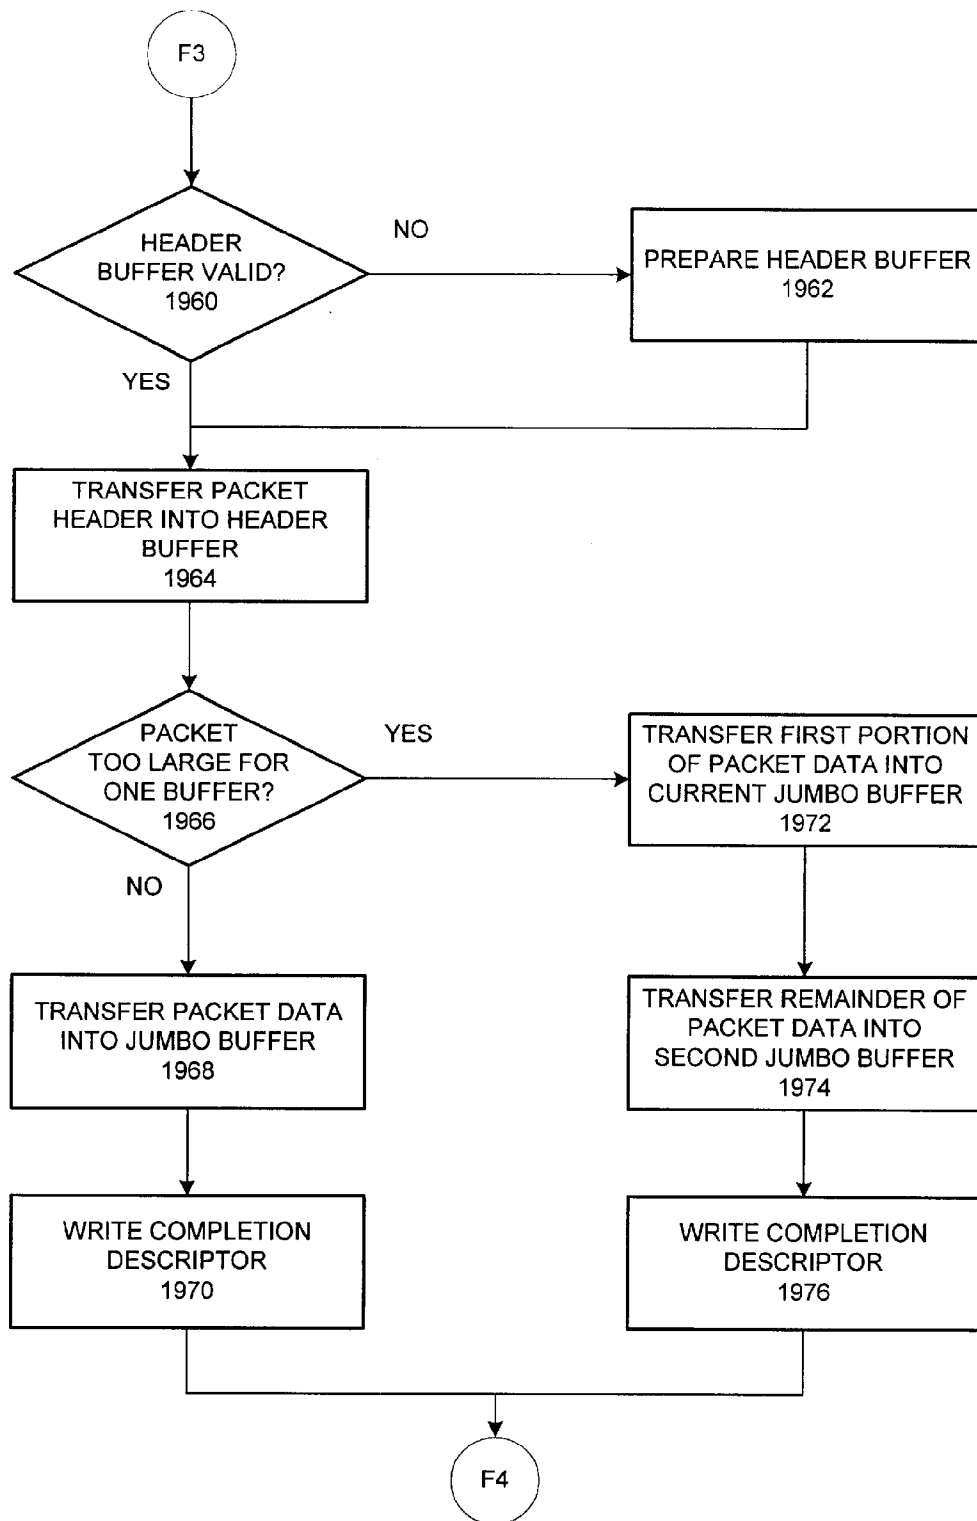 F3
HEADER
BUFFER VALID?
1960
NO
PREPARE HEADER BUFFER
1962
YES
TRANSFER PACKET
HEADER INTO HEADER
BUFFER
1964
PACKET
TOO LARGE FOR
ONE BUFFER?
1966
YES
TRANSFER FIRST PORTION
OF PACKET DATA INTO
CURRENT JUMBO BUFFER
1972
NO
TRANSFER PACKET DATA
INTO JUMBO BUFFER
1968
TRANSFER REMAINDER OF
PACKET DATA INTO
SECOND JUMBO BUFFER
1974
WRITE COMPLETION
DESCRIPTOR
1970
WRITE COMPLETION
DESCRIPTOR
1976
F4